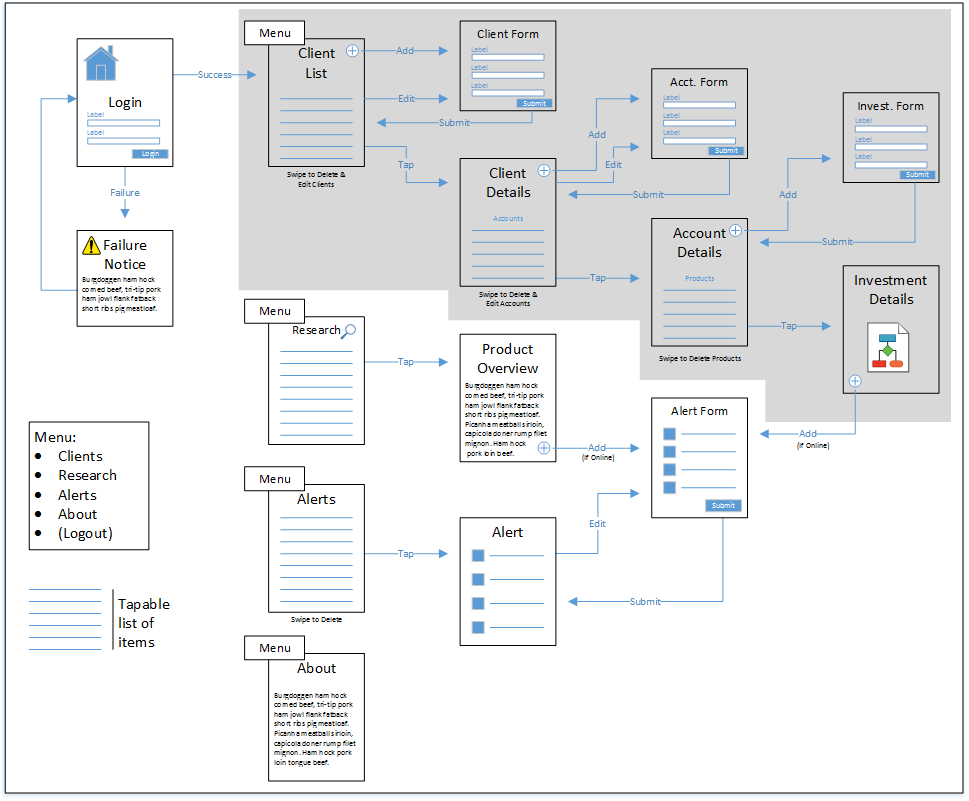 Login
Label
Label
Login
Success
Failure
Failure
Notice
Burgdoggen ham hock
corned beef, tri-tip pork
ham jowl flank fatback
short ribs pig meatloaf.
Menu
Client
List
Swipe to Delete &
Edit Clients
Add
Edit
Submit
Tap
Client Form
Label
Label
Label
Submit
Client
Details
Accounts
Swipe to Delete &
Edit Accounts
Add
Edit
Submit
Tap
Acct. Form
Label
Label
Label
Submit
Account
Details
Products
Swipe to Delete Products
Add
Submit
Tap
Invest. Form
Label
Label
Label
Submit
Investment
Details
Add
(If Online)
Menu
Research
Tap
Product
Overview
Burgdoggen ham hock
corned beef, tri-tip pork
ham jowl flank fatback
short ribs pig meatloaf.
Picanha meatball sirloin,
capicola doner rump filet
mignon. Ham hock
pork loin beef.
Add
(If Online)
Alert Form
Submit
Menu:
• Clients
• Research
• Alerts
• About
• (Logout)
Menu
Alerts
Swipe to Delete
Tap
Alert
Edit
Submit
Tapable
list of
items
Menu
About
Burgdoggen ham hock
corned beef, tri-tip pork
ham jowl flank fatback
short ribs pig meatloaf.
Picanha meatball sirloin,
capicola doner rump filet
mignon. Ham hock pork
loin tongue beef.